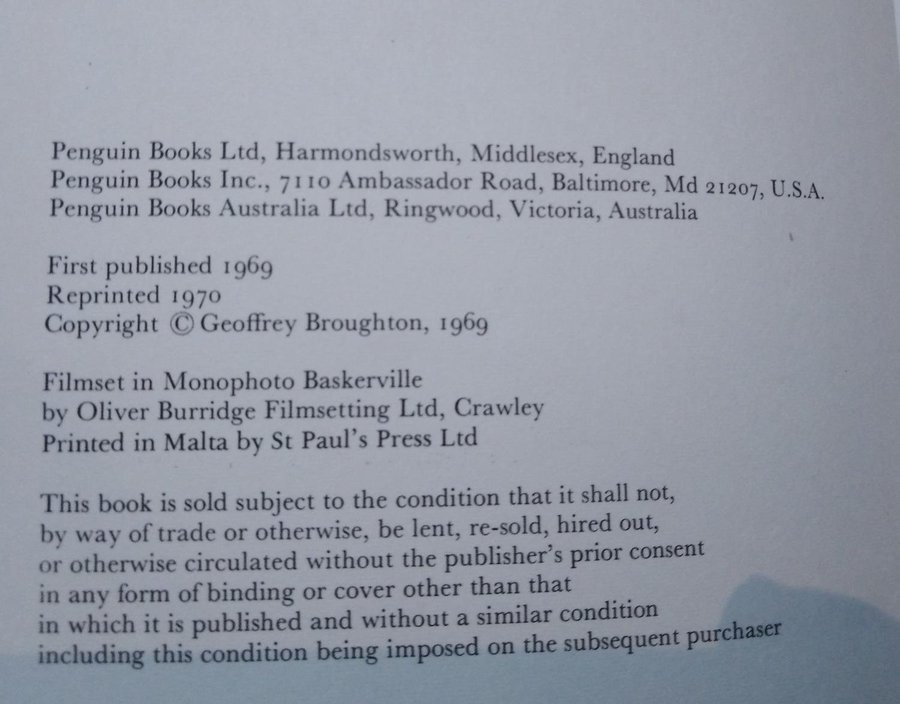 Penguin Books Ltd, Harmondsworth, Middlesex, England
Penguin Books Inc., 7110 Ambassador Road, Baltimore, Md 21207, U.S.A.
Penguin Books Australia Ltd, Ringwood, Victoria, Australia
First published 1969
Reprinted 1970
Copyright © Geoffrey Broughton, 1969
Filmset in Monophoto Baskerville
by Oliver Burridge Filmsetting Ltd, Crawley
Printed in Malta by St Paul's Press Ltd
This book is sold subject to the condition that it shall not,
by way of trade or otherwise, be lent, re-sold, hired out,
or otherwise circulated without the publisher's prior consent
in any form of binding or cover other than that
in which it is published and without a similar condition
including this condition being imposed on the subsequent purchaser